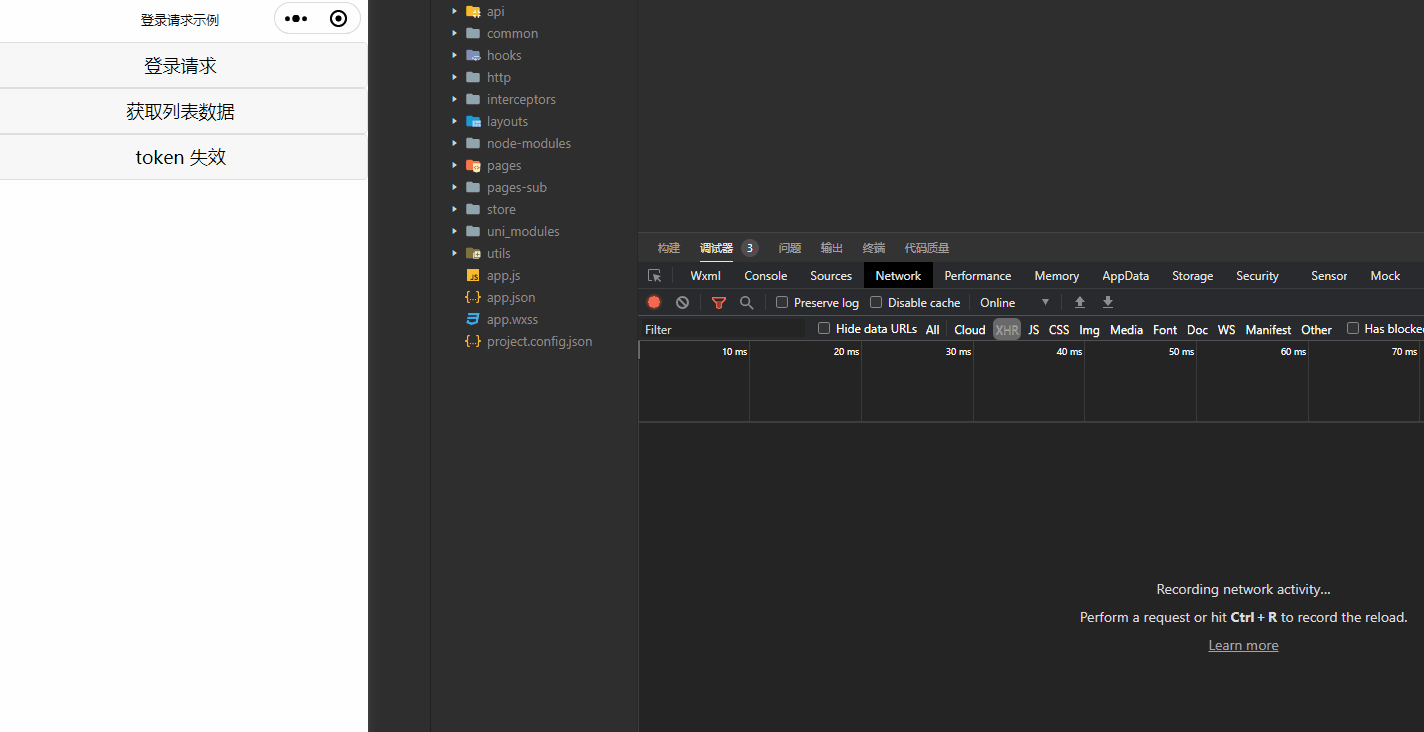 登录请求示例
登录请求
获取列表数据
token 失效
api
common
hooks
http
interceptors
layouts
node-modules
pages
pages-sub
store
uni_modules
utils
app.js
app.json
app.wxss
project.config.json
构建 调试器 3 问题 输出 终端 代码质量
Wxml Console Sources Network Performance Memory AppData Storage Security Sensor Mock
Preserve log Disable cache Online
Filter Hide data URLs All Cloud XHR JS CSS Img Media Font Doc WS Manifest Other Has blocke
10 ms 20 ms 30 ms 40 ms 50 ms 60 ms 70 ms
Recording network activity...
Perform a request or hit Ctrl + R to record the reload.
Learn more